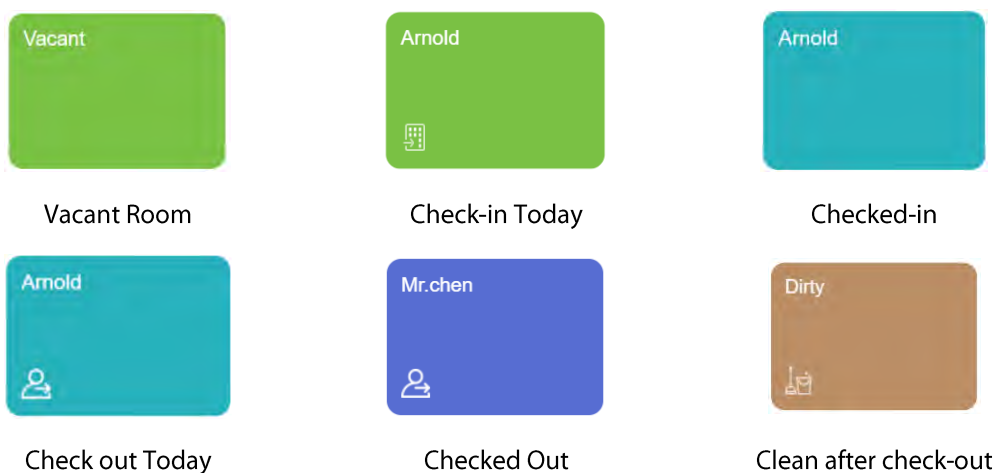 Vacant
Arnold
Arnold
Vacant Room
Check-in Today
Checked-in
Arnold
Mr.chen
Dirty
Check out Today
Checked Out
Clean after check-out